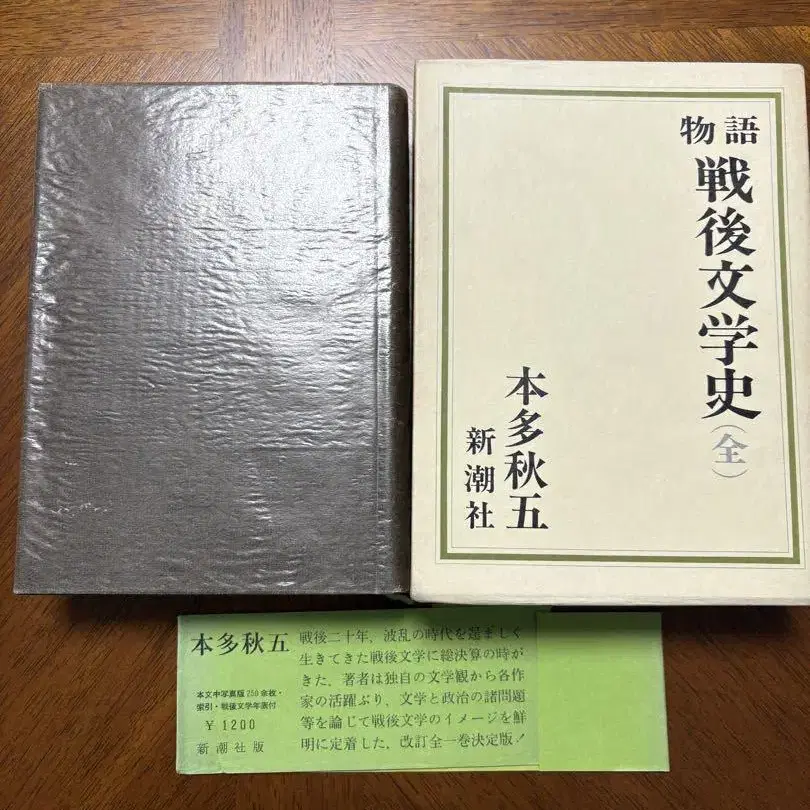 物語
戦後文学史
(全)
本多秋五
新潮社
本多秋五
本文中写真版250余枚・
索引・戦後文学年表付
¥1200
新潮社版
戦後二十年、波乱の時代を逞ましく
生きてきた戦後文学に総決算の時が
きた。著者は独自の文学観から各作
家の活躍ぶり、文学と政治の諸問題
等を論じて戦後文学のイメージを鮮
明に定着した、改訂全一巻決定版！